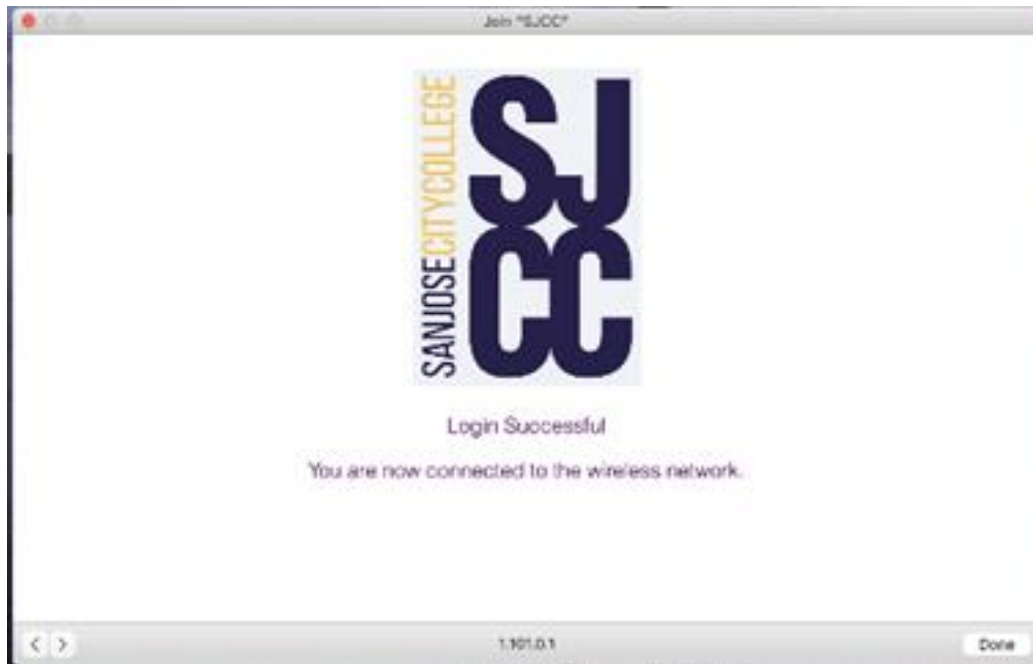 Join "SJCC"
SANJOSECITYCOLLEGE
SJ
CC
Login Successful
You are now connected to the wireless network.
< >
1.101.0.1
Done